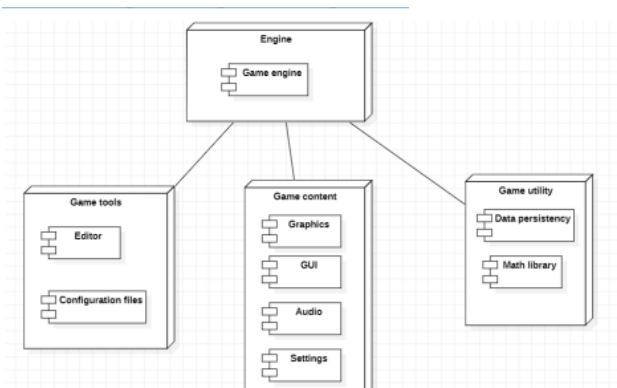 Engine
Game engine
Game tools
Editor
Configuration files
Game content
Graphics
GUI
Audio
Settings
Game utility
Data persistency
Math library